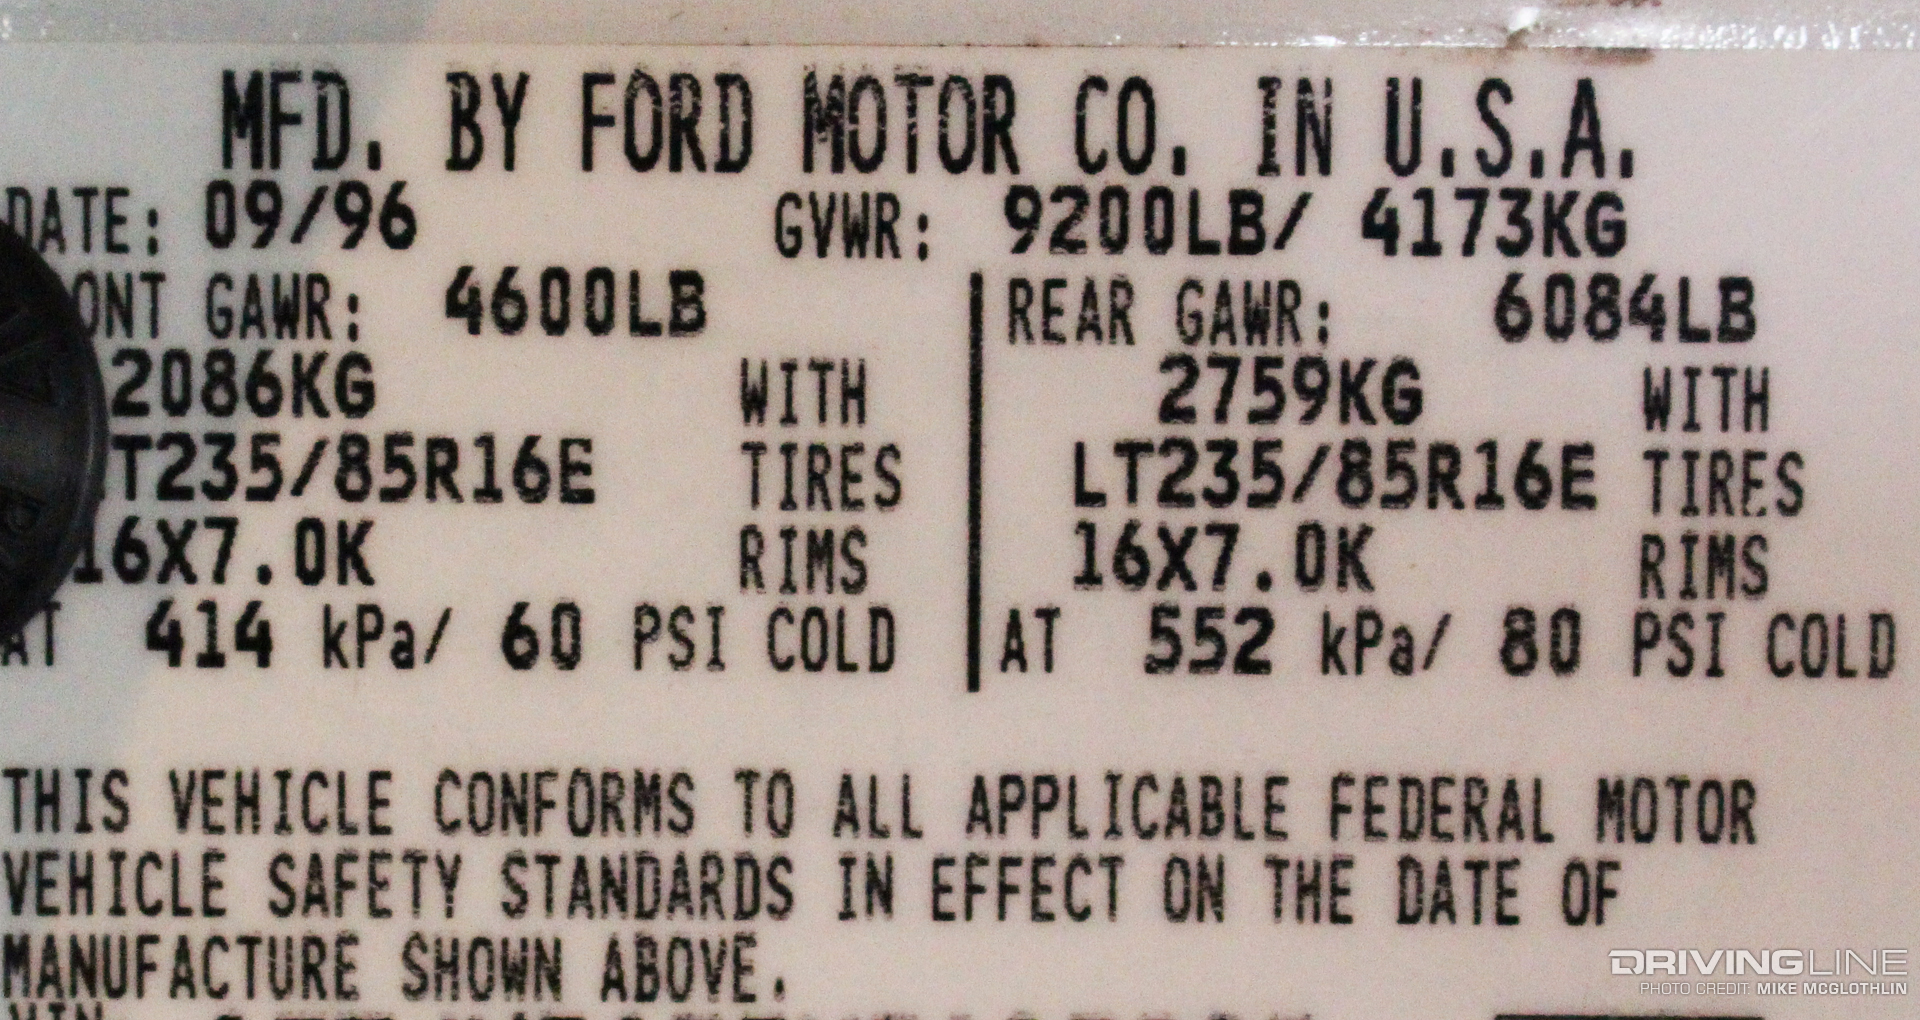 MFD. BY FORD MOTOR CO. IN U.S.A.
DATE: 09/96 GVWR: 9200LB/ 4173KG
ONT GAWR: 4600LB REAR GAWR: 6084LB
2086KG WITH 2759KG WITH
T235/85R16E TIRES LT235/85R16E TIRES
16X7.0K RIMS 16X7.0K RIMS
AT 414 kPa/ 60 PSI COLD AT 552 kPa/ 80 PSI COLD
THIS VEHICLE CONFORMS TO ALL APPLICABLE FEDERAL MOTOR
VEHICLE SAFETY STANDARDS IN EFFECT ON THE DATE OF
MANUFACTURE SHOWN ABOVE.
DRIVINGLINE
PHOTO CREDIT: MIKE MCGLOTHLIN